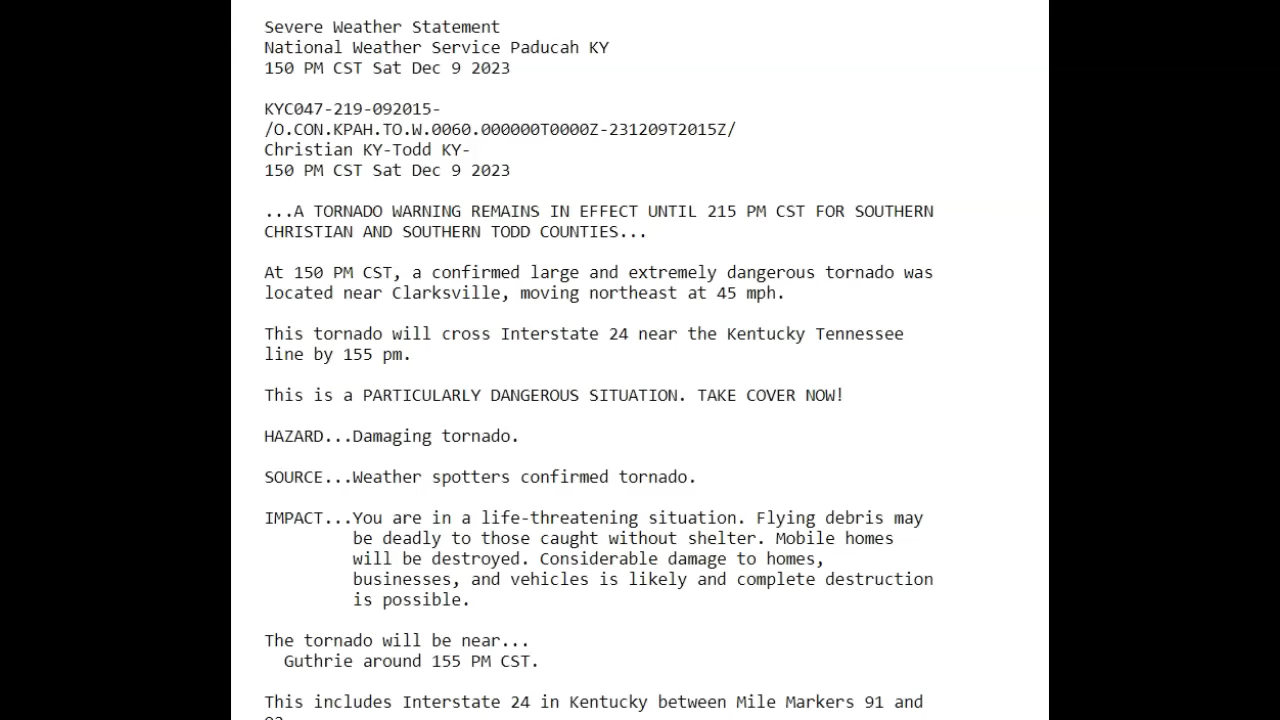 Severe Weather Statement
National Weather Service Paducah KY
150 PM CST Sat Dec 9 2023
KYC047-219-092015-
/O.CON.KPAH.TO.W.0060.000000T0000Z-231209T2015Z/
Christian KY-Todd KY-
150 PM CST Sat Dec 9 2023
...A TORNADO WARNING REMAINS IN EFFECT UNTIL 215 PM CST FOR SOUTHERN
CHRISTIAN AND SOUTHERN TODD COUNTIES...
At 150 PM CST, a confirmed large and extremely dangerous tornado was
located near Clarksville, moving northeast at 45 mph.
This tornado will cross Interstate 24 near the Kentucky Tennessee
line by 155 pm.
This is a PARTICULARLY DANGEROUS SITUATION. TAKE COVER NOW!
HAZARD...Damaging tornado.
SOURCE...Weather spotters confirmed tornado.
IMPACT...You are in a life-threatening situation. Flying debris may
be deadly to those caught without shelter. Mobile homes
will be destroyed. Considerable damage to homes,
businesses, and vehicles is likely and complete destruction
is possible.
The tornado will be near...
Guthrie around 155 PM CST.
This includes Interstate 24 in Kentucky between Mile Markers 91 and